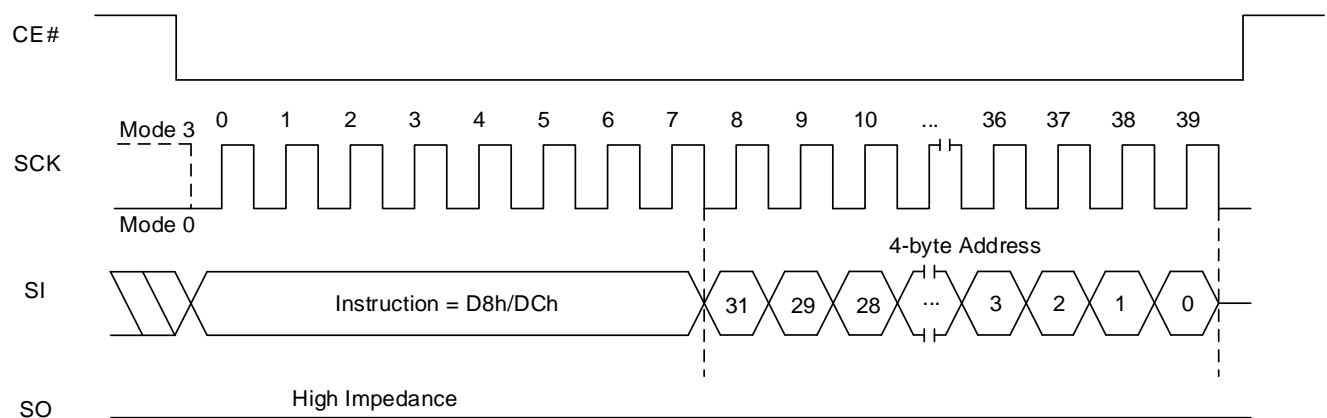 CE#
Mode 3
0 1 2 3 4 5 6 7 8 9 10 ... 36 37 38 39
SCK
Mode 0
4-byte Address
SI
Instruction = D8h/DCh
31 29 28 ... 3 2 1 0
High Impedance
SO